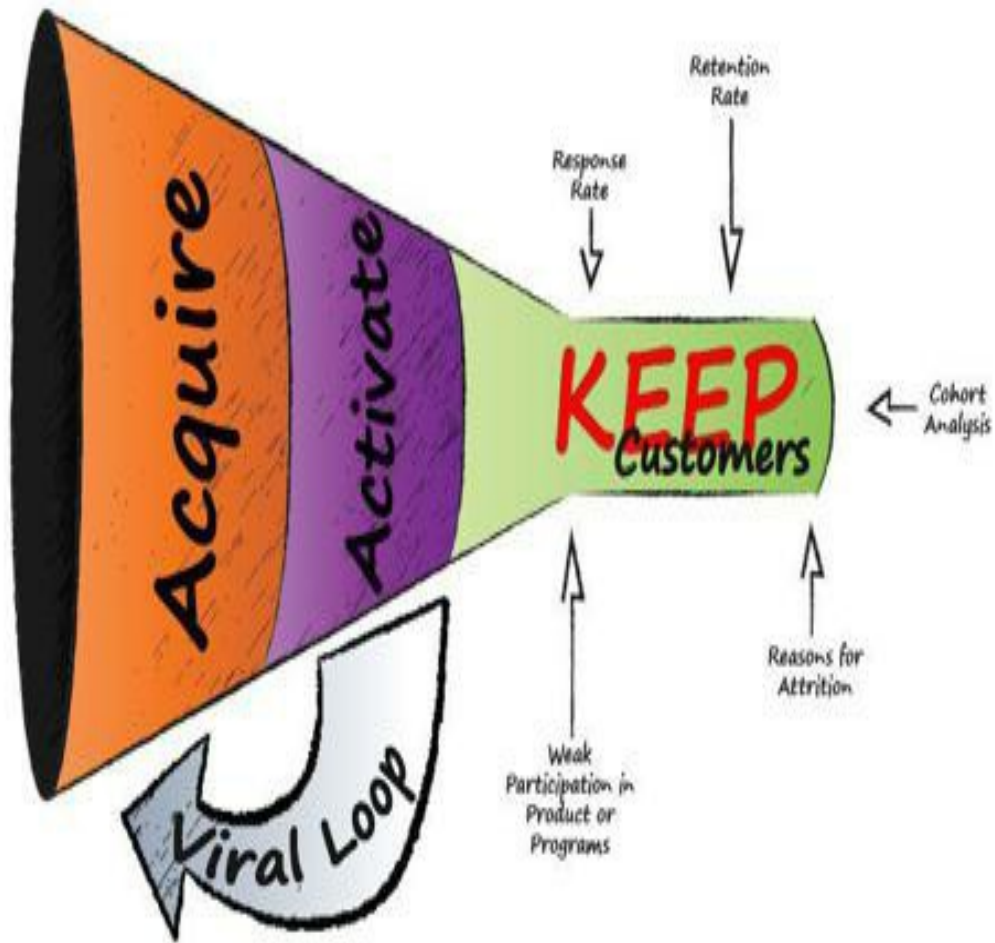 Acquire
Activate
Viral Loop
KEEP
Customers
Response
Rate
Retention
Rate
Cohort
Analysis
Weak
Participation in
Product or
Programs
Reasons for
Attrition